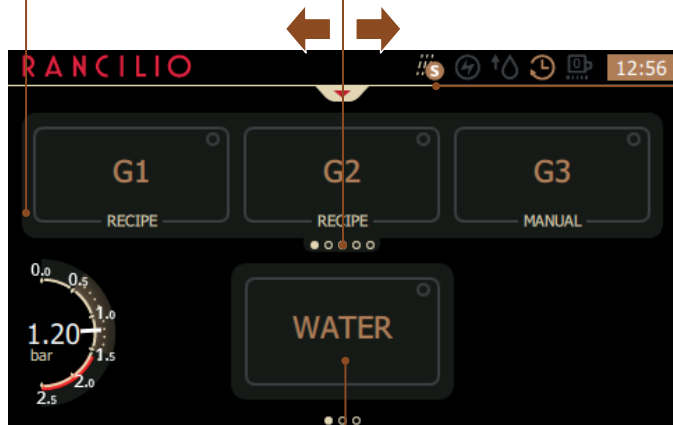 RANCILIO
S
12:56
G1
G2
G3
RECIPE
RECIPE
MANUAL
0.0
0.5
1.0
1.20
bar
1.5
2.0
2.5
WATER